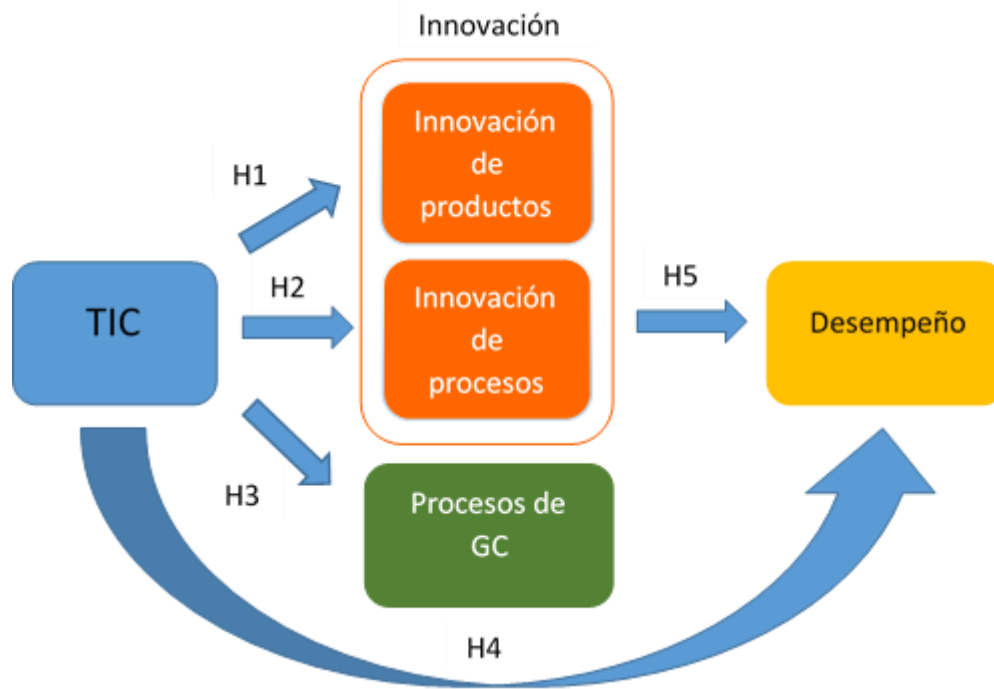 Innovación
Innovación
de
productos
H1
H2
H5
TIC
Innovación
de
procesos
Desempeño
H3
Procesos de
GC
H4